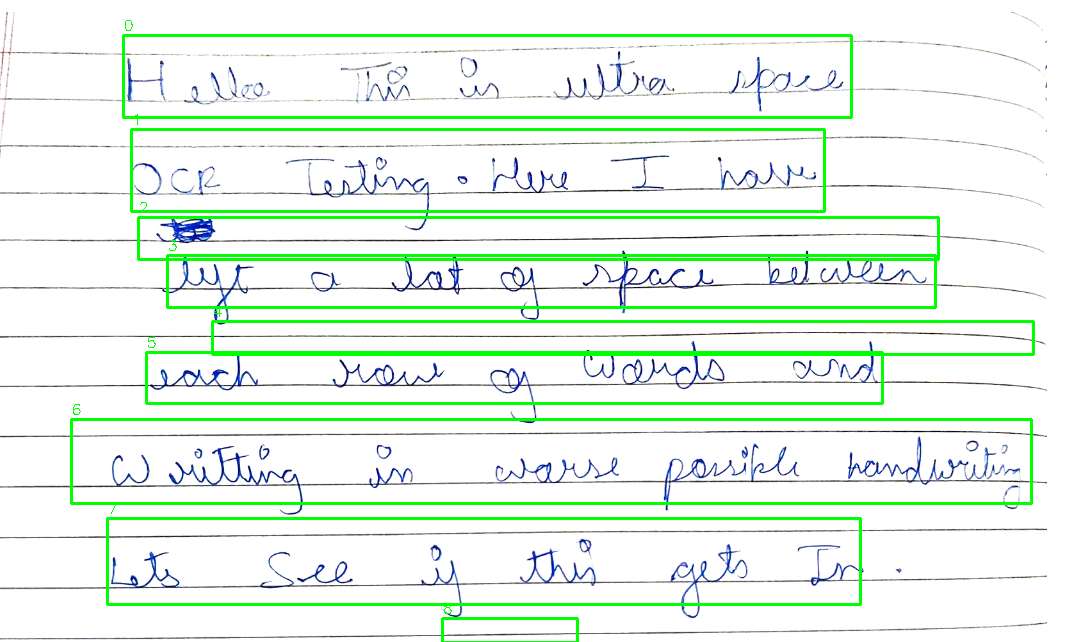 0
Hello This is ultra space
1
OCR Testing. Here I have
2
3
left a lot of space between
4
5
each row of words and
6
Writting in worse possible handwriting
7
Lets See if this gets In.
8